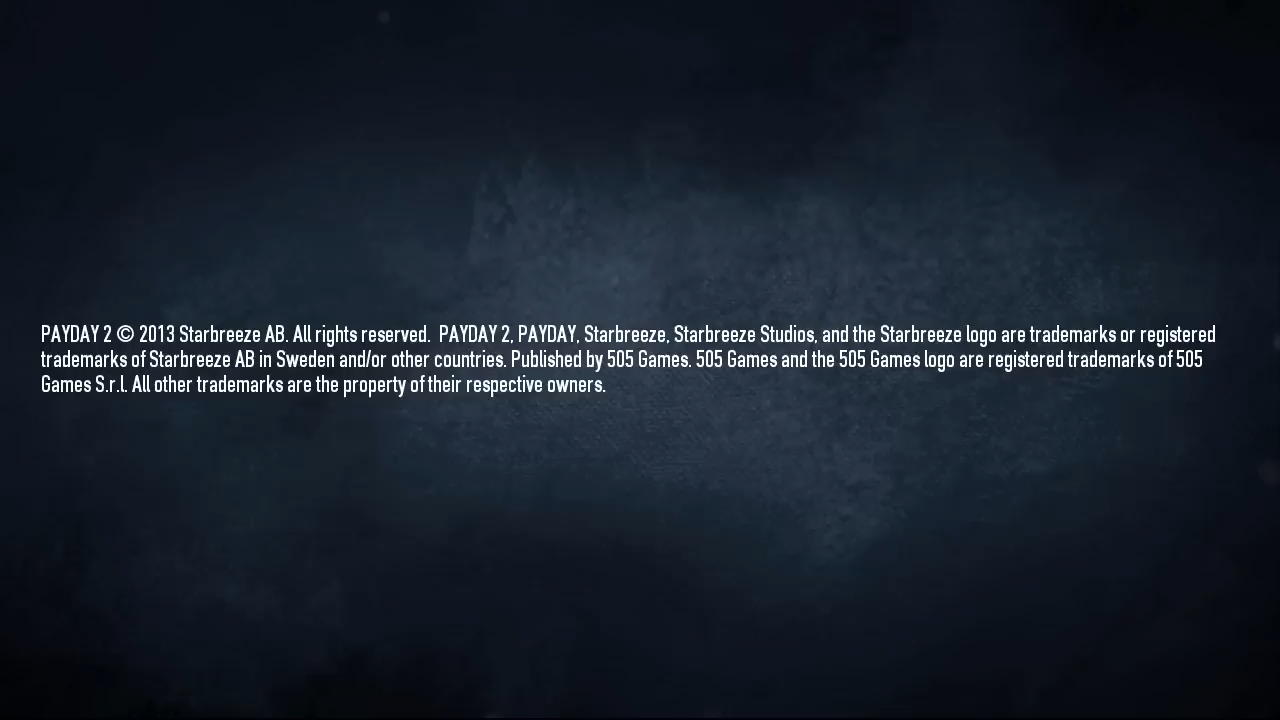 PAYDAY 2 © 2013 Starbreeze AB. All rights reserved.  PAYDAY 2, PAYDAY, Starbreeze, Starbreeze Studios, and the Starbreeze logo are trademarks or registered
trademarks of Starbreeze AB in Sweden and/or other countries. Published by 505 Games. 505 Games and the 505 Games logo are registered trademarks of 505
Games S.r.l. All other trademarks are the property of their respective owners.